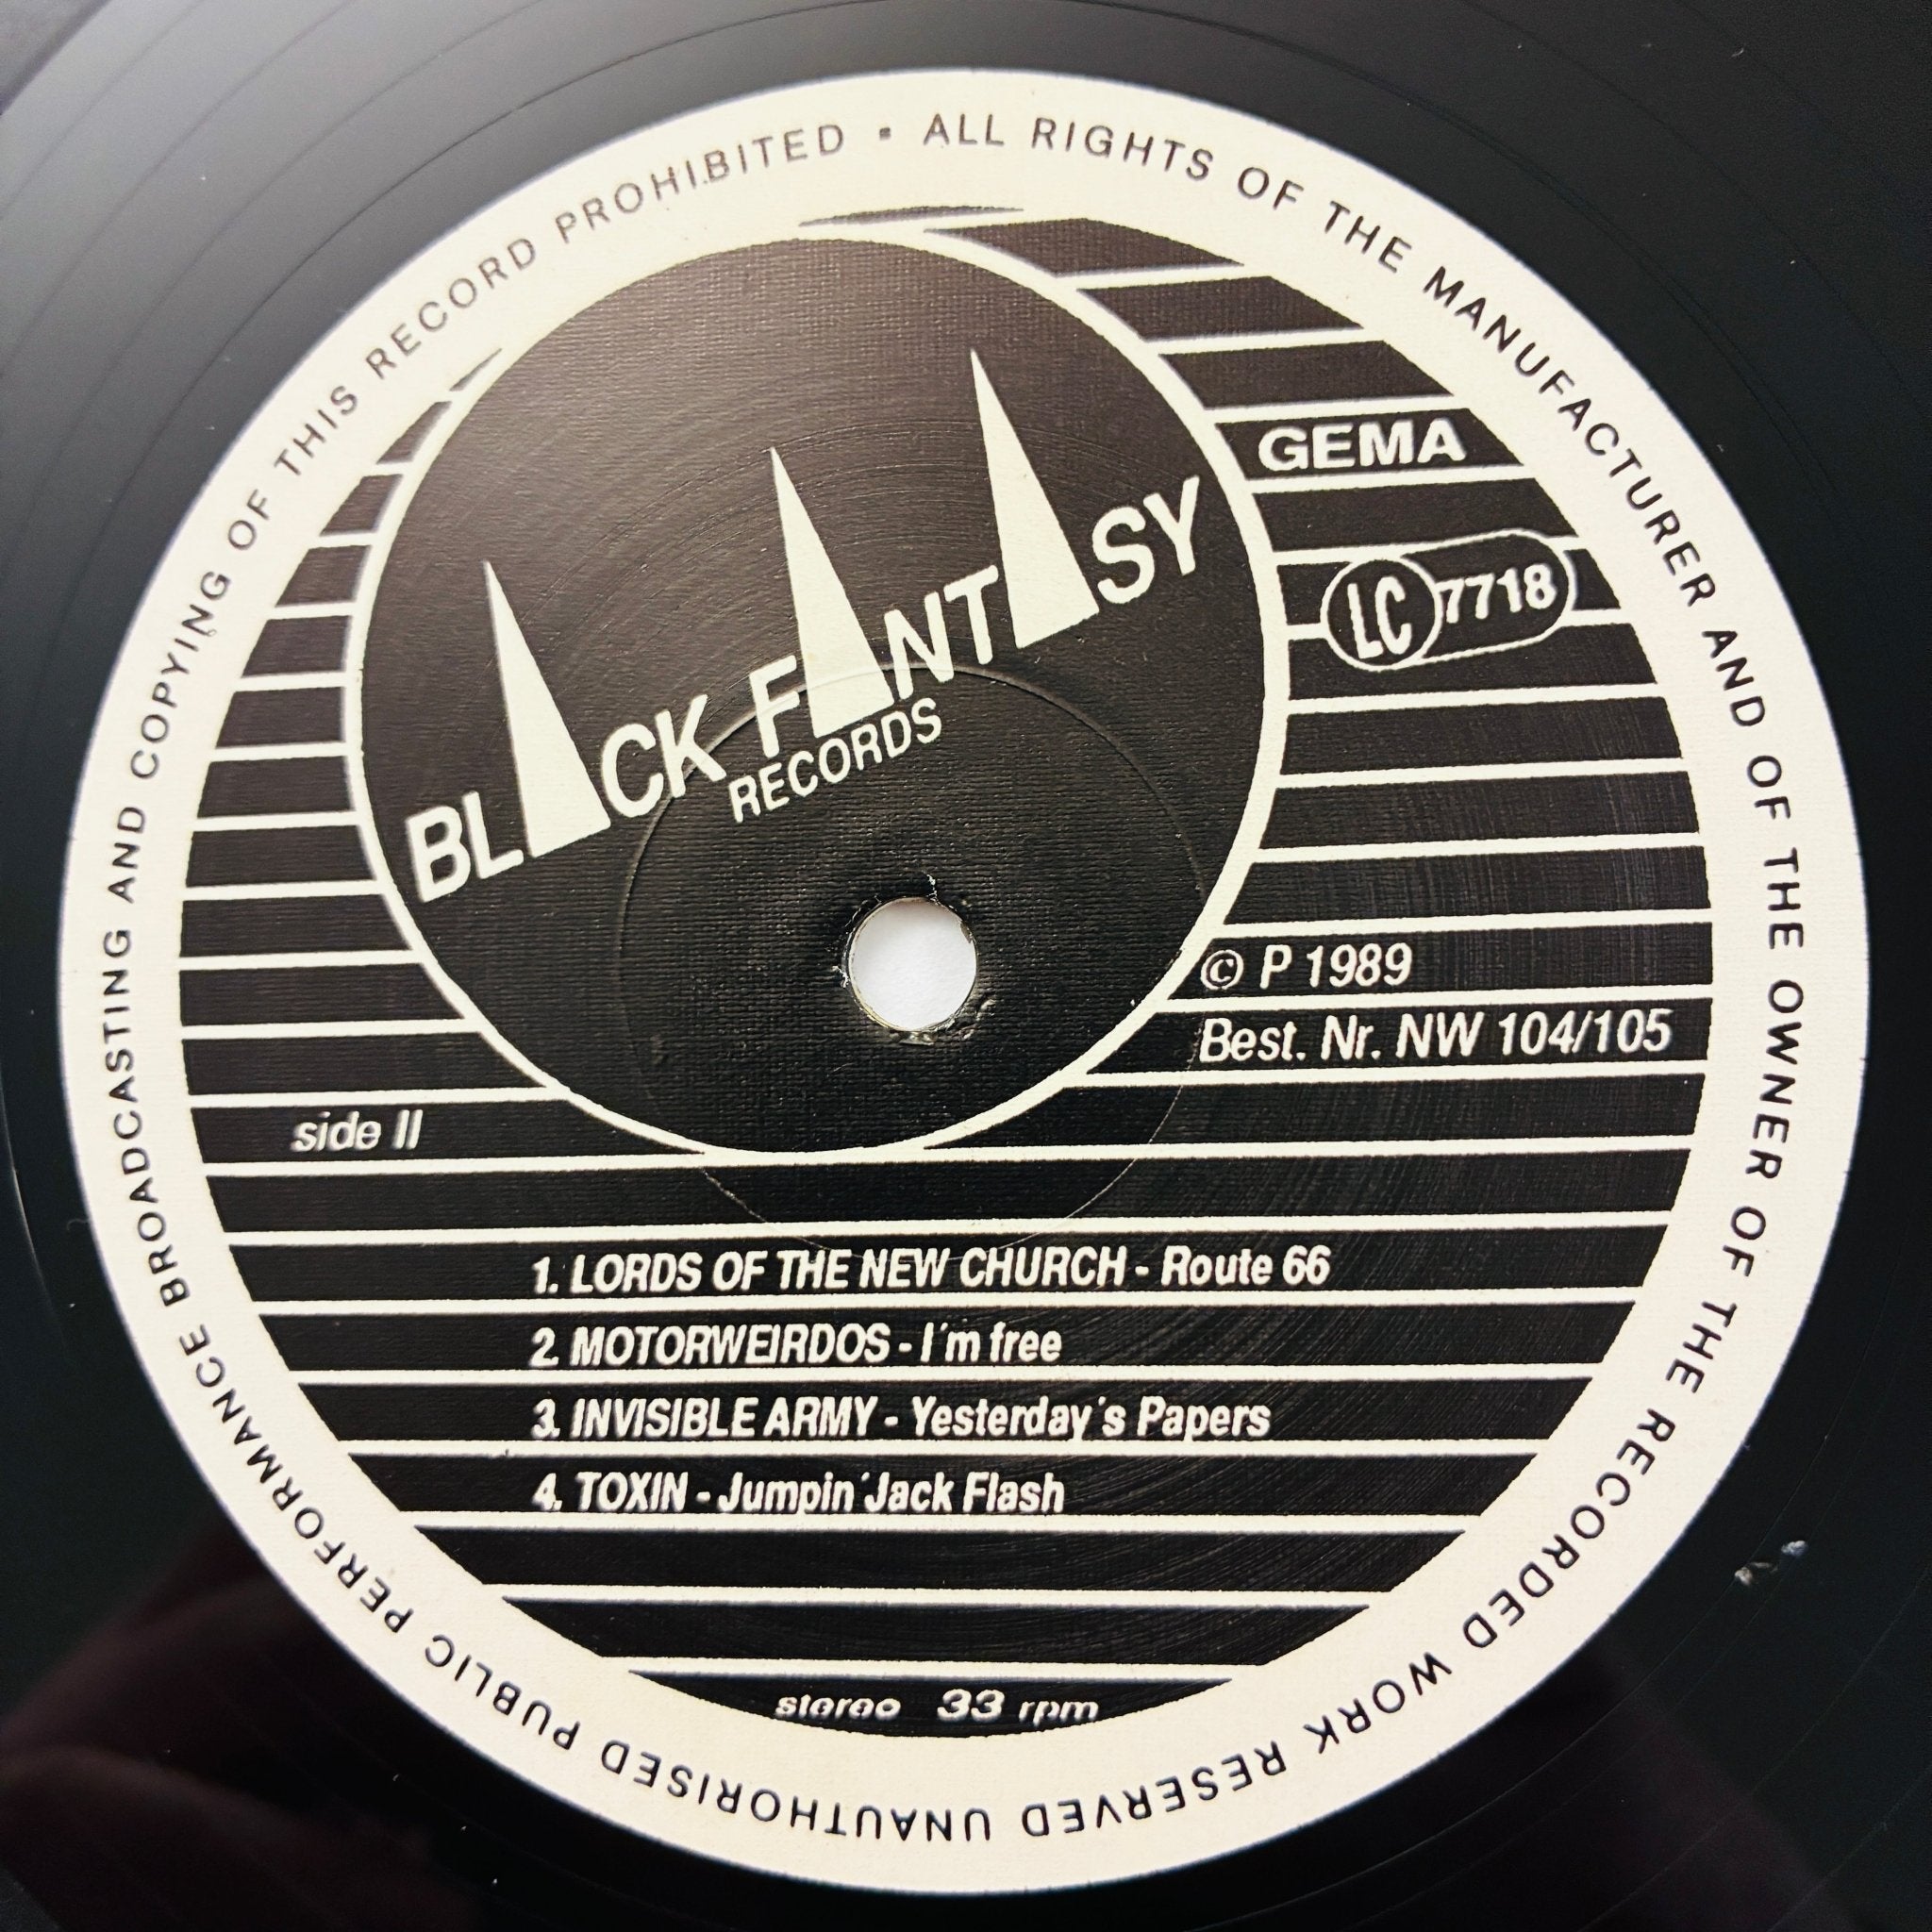 ALL RIGHTS OF THE MANUFACTURER AND OF THE OWNER OF THE RECORDED WORK RESERVED UNAUTHORISED PUBLIC PERFORMANCE BROADCASTING AND COPYING OF THIS RECORD PROHIBITED •
BLACK FANTASY
RECORDS
GEMA
LC 7718
© P 1989
Best. Nr. NW 104/105
side II
1. LORDS OF THE NEW CHURCH - Route 66
2. MOTORWEIRDOS - I´m free
3. INVISIBLE ARMY - Yesterday´s Papers
4. TOXIN - Jumpin´Jack Flash
stereo 33 rpm